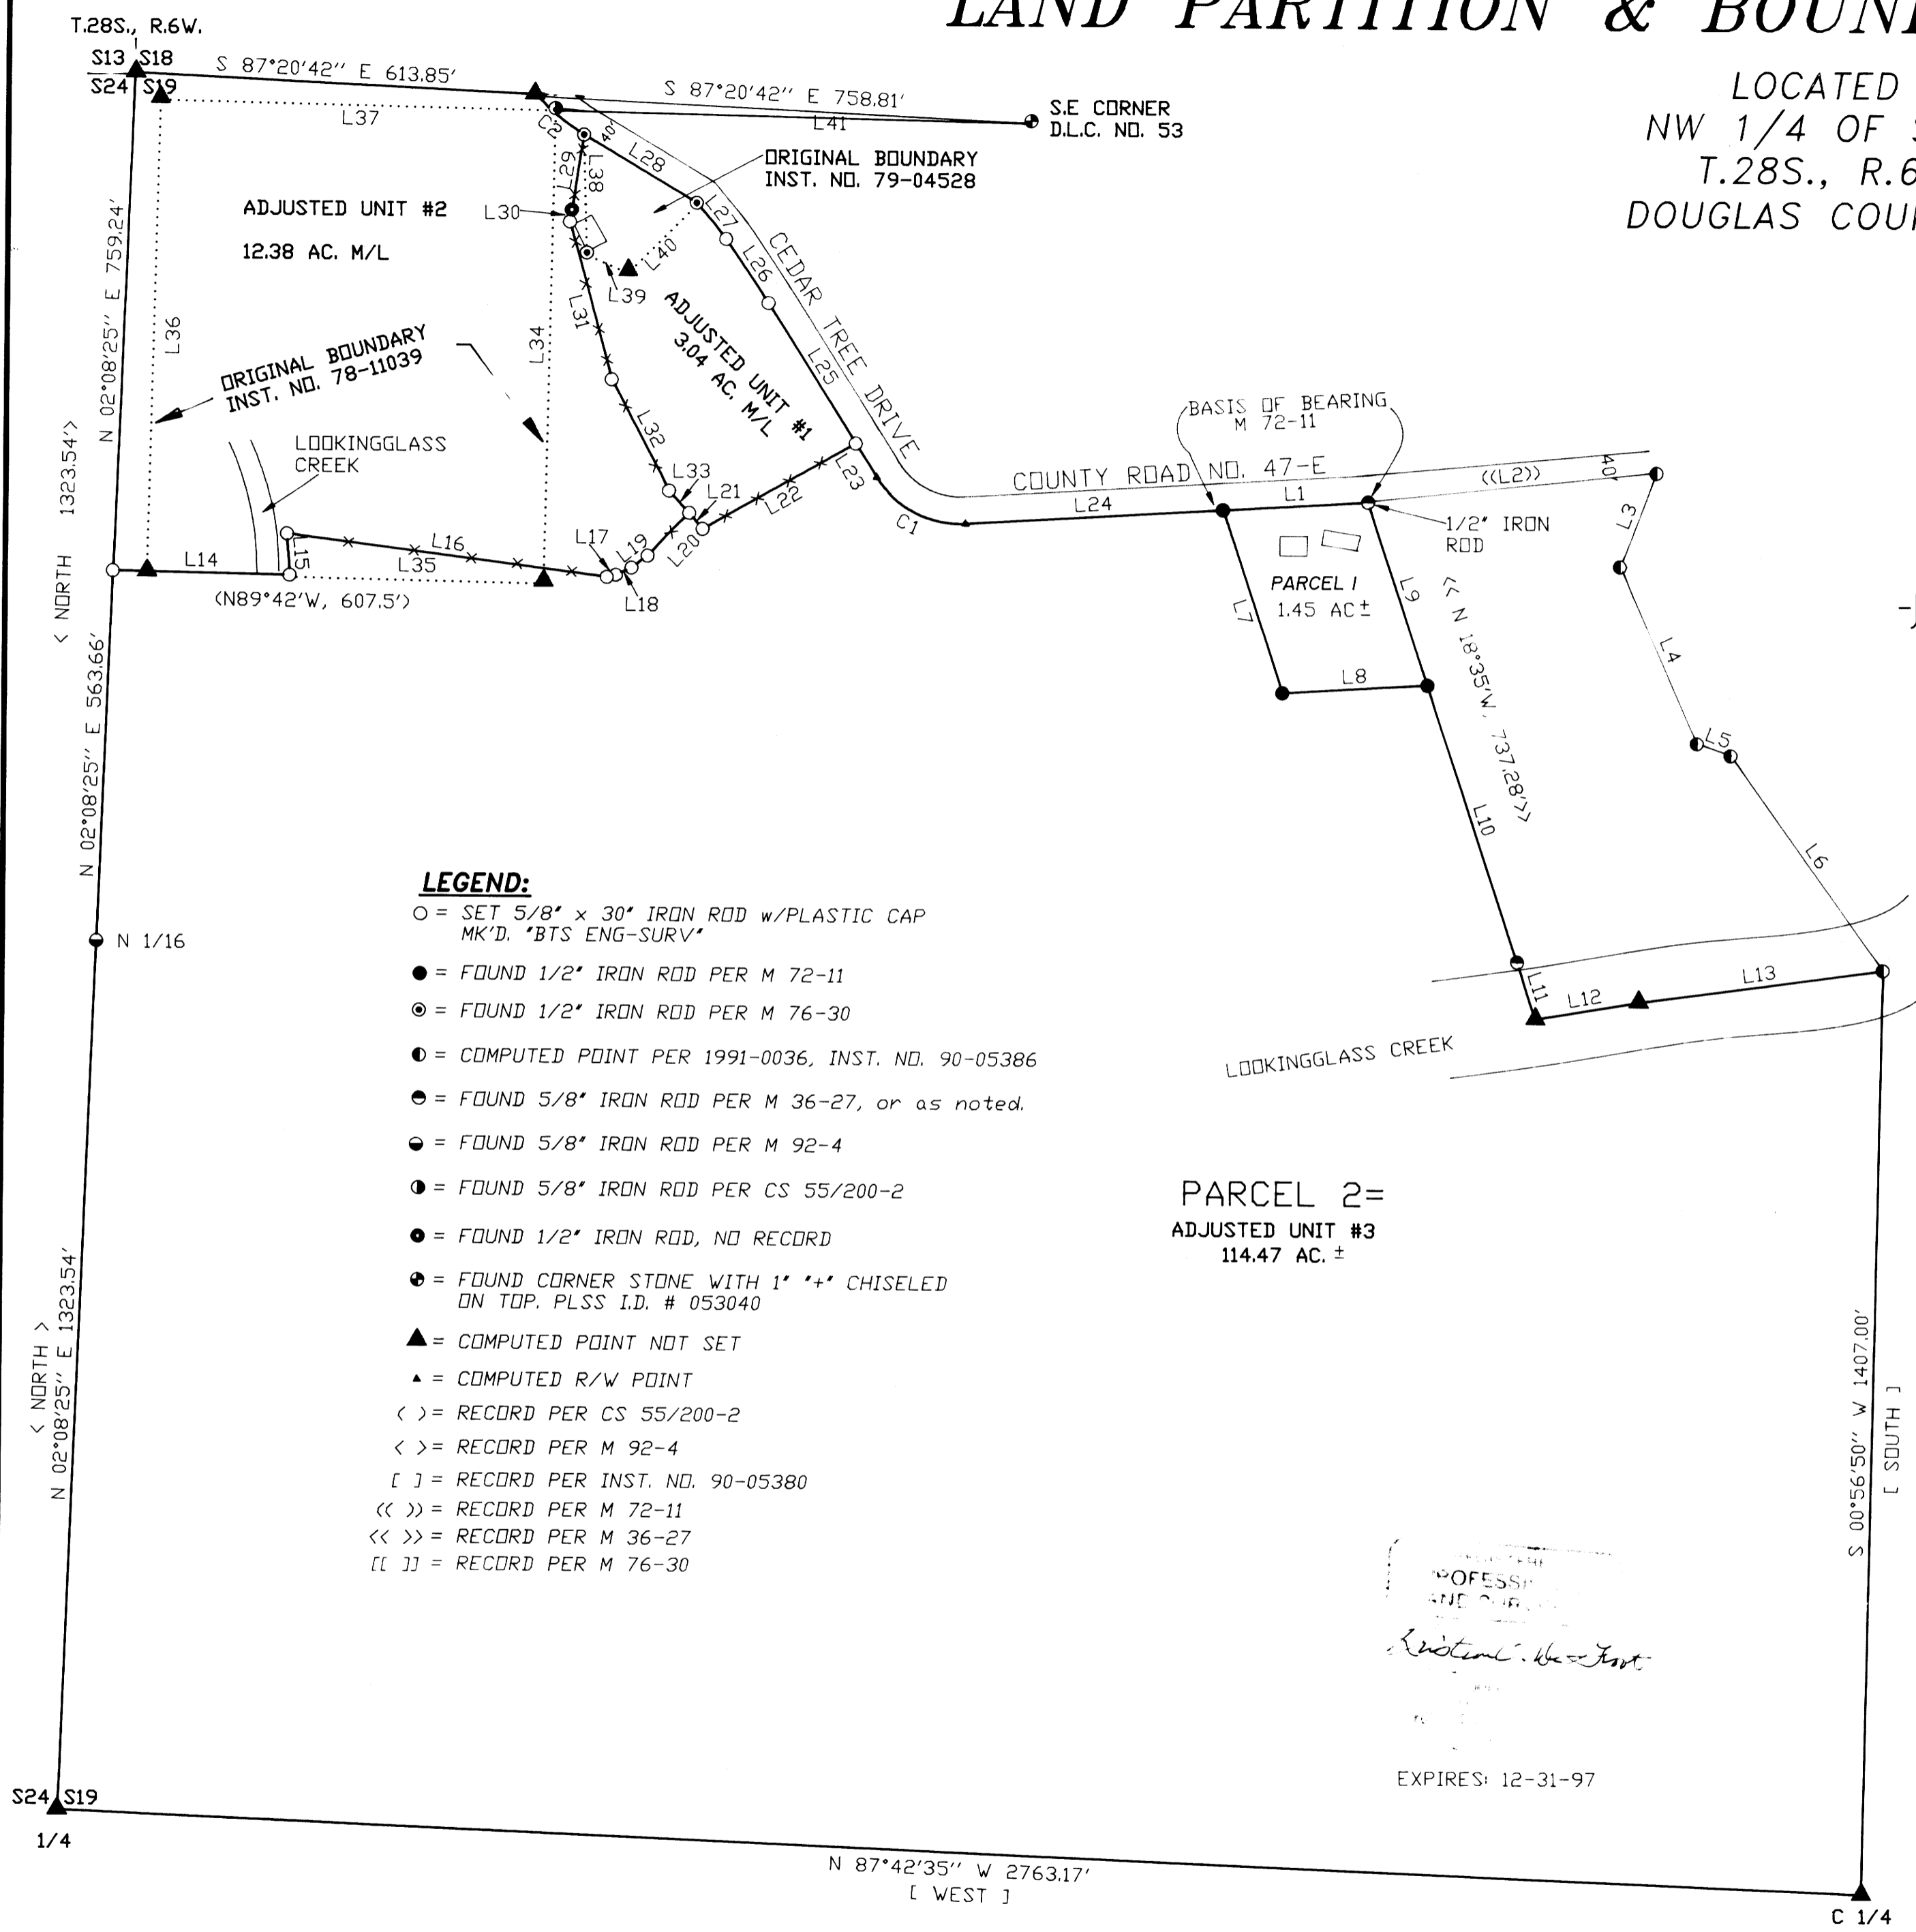 LAND PARTITION & BOUN
T.28S., R.6W.
S13 S18
S24 S19
S 87°20'42'' E 613.85'
S 87°20'42'' E 758.81'
S.E CORNER
D.L.C. NO. 53
LOCATED
NW 1/4 OF
T.28S., R.6
DOUGLAS COU
L37
L41
C2
40'
L28
L29
L38
ORIGINAL BOUNDARY
INST. NO. 79-04528
ADJUSTED UNIT #2
12.38 AC. M/L
L30
L27
L26
L40
L39
L31
L34
L36
N 02°08'25'' E 759.24'
ORIGINAL BOUNDARY
INST. NO. 78-11039
ADJUSTED UNIT #1
3.04 AC. M/L
CEDAR TREE DRIVE
L25
L32
L33
L21
L22
L23
C1
LOOKINGGLASS
CREEK
< NORTH 1323.54'>
BASIS OF BEARING
M 72-11
COUNTY ROAD NO. 47-E
L24
L1
((L2))
40'
1/2" IRON
ROD
L3
L14
L15
L16
L35
L17
L19
L20
L18
(N89°42'W, 607.5')
PARCEL 1
1.45 AC±
L7
L9
L8
<< N 18°35'W, 737.28'>>
L4
L5
L10
L6
N 02°08'25'' E 563.66'
N 1/16
L11
L12
L13
LOOKINGGLASS CREEK
LEGEND:
○ = SET 5/8" x 30" IRON ROD w/PLASTIC CAP
MK'D. "BTS ENG-SURV"
= FOUND 1/2" IRON ROD PER M 72-11
= FOUND 1/2" IRON ROD PER M 76-30
= COMPUTED POINT PER 1991-0036, INST. NO. 90-05386
= FOUND 5/8" IRON ROD PER M 36-27, or as noted.
= FOUND 5/8" IRON ROD PER M 92-4
= FOUND 5/8" IRON ROD PER CS 55/200-2
= FOUND 1/2" IRON ROD, NO RECORD
= FOUND CORNER STONE WITH 1" "+" CHISELED
ON TOP. PLSS I.D. # 053040
▲ = COMPUTED POINT NOT SET
▲ = COMPUTED R/W POINT
( ) = RECORD PER CS 55/200-2
< > = RECORD PER M 92-4
[ ] = RECORD PER INST. NO. 90-05380
(( )) = RECORD PER M 72-11
<< >> = RECORD PER M 36-27
[[ ]] = RECORD PER M 76-30
PARCEL 2=
ADJUSTED UNIT #3
114.47 AC. ±
< NORTH >
N 02°08'25'' E 1323.54'
S 00°56'50'' W 1407.00'
[ SOUTH ]
EXPIRES: 12-31-97
S24 S19
1/4
N 87°42'35'' W 2763.17'
[ WEST ]
C 1/4